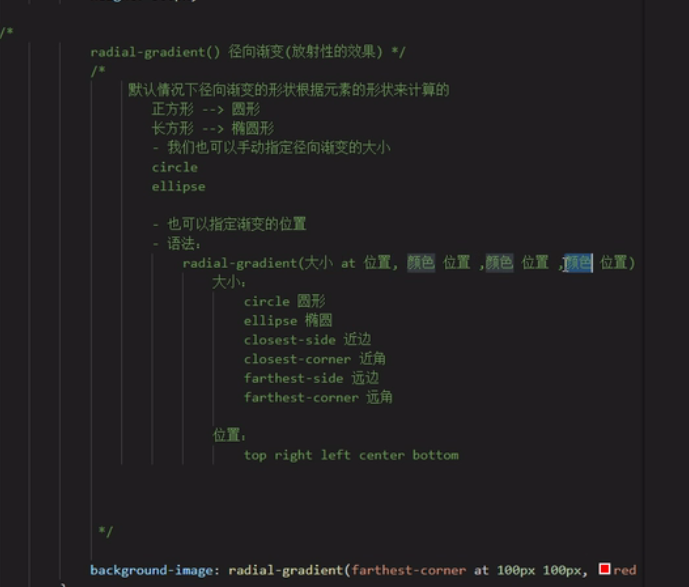 /*
radial-gradient() 径向渐变(放射性的效果) */
/*
默认情况下径向渐变的形状根据元素的形状来计算的
正方形 --> 圆形
长方形 --> 椭圆形
- 我们也可以手动指定径向渐变的大小
circle
ellipse
- 也可以指定渐变的位置
- 语法：
radial-gradient(大小 at 位置, 颜色 位置 ,颜色 位置 ,颜色 位置)
大小：
circle 圆形
ellipse 椭圆
closest-side 近边
closest-corner 近角
farthest-side 远边
farthest-corner 远角
位置：
top right left center bottom
*/
background-image: radial-gradient(farthest-corner at 100px 100px, red